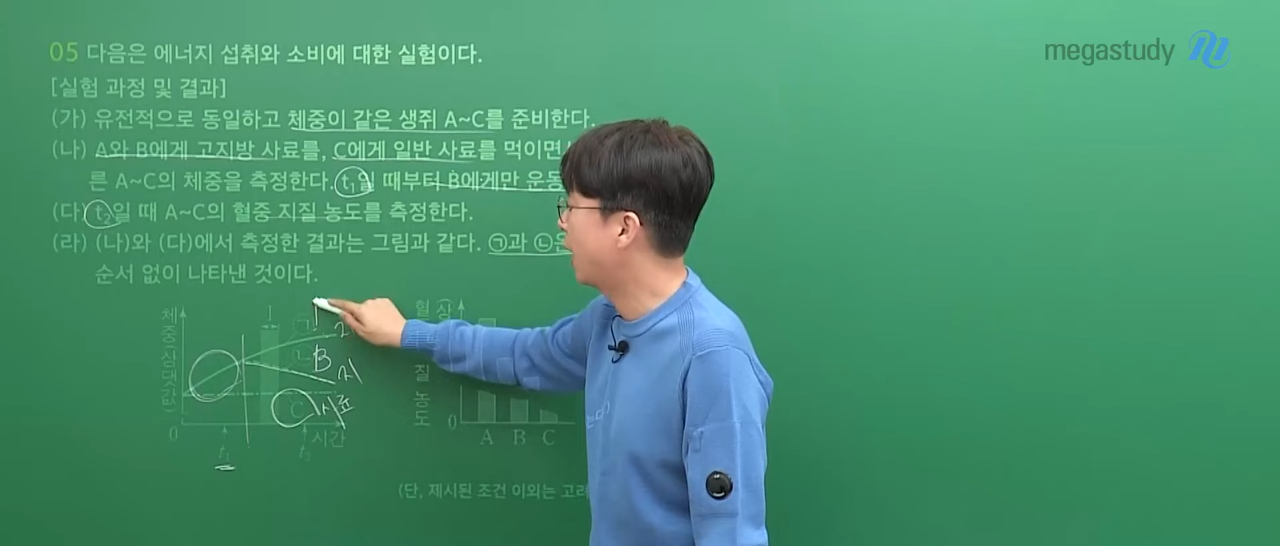 megastudy
05 다음은 에너지 섭취와 소비에 대한 실험이다.
[실험 과정 및 결과]
(가) 유전적으로 동일하고 체중이 같은 생쥐 A~C를 준비한다.
(나) A와 B에게 고지방 사료를, C에게 일반 사료를 먹이면
른 A~C의 체중을 측정한다. t₁일 때부터 B에게만 운동
(다) t₂일 때 A~C의 혈중 지질 농도를 측정한다.
(라) (나)와 (다)에서 측정한 결과는 그림과 같다. ㉠과 ㉡은
순서 없이 나타낸 것이다.
체중(상댓값)
B
C
사료
0
t₁
t₂
시간
혈
상
질
농
도
0
A B C
(단, 제시된 조건 이외는 고려